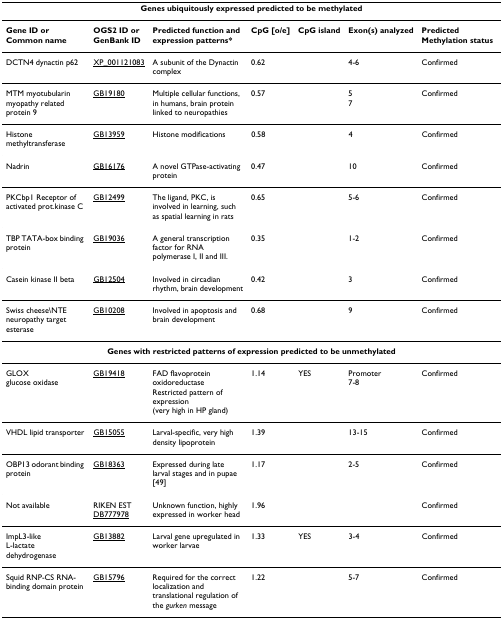 Genes ubiquitously expressed predicted to be methylated
Gene ID or Common name OGS2 ID or GenBank ID Predicted function and expression patterns* CpG [o/e] CpG island Exon(s) analyzed Predicted Methylation status
DCTN4 dynactin p62 XP_001121083 A subunit of the Dynactin complex 0.62 4-6 Confirmed
MTM myotubularin myopathy related protein 9 GB19180 Multiple cellular functions, in humans, brain protein linked to neuropathies 0.57 5 7 Confirmed
Histone methyltransferase GB13959 Histone modifications 0.58 4 Confirmed
Nadrin GB16176 A novel GTPase-activating protein 0.47 10 Confirmed
PKCbp1 Receptor of activated prot.kinase C GB12499 The ligand, PKC, is involved in learning, such as spatial learning in rats 0.65 5-6 Confirmed
TBP TATA-box binding protein GB19036 A general transcription factor for RNA polymerase I, II and III. 0.35 1-2 Confirmed
Casein kinase II beta GB12504 Involved in circadian rhythm, brain development 0.42 3 Confirmed
Swiss cheese\NTE neuropathy target esterase GB10208 Involved in apoptosis and brain development 0.68 9 Confirmed
Genes with restricted patterns of expression predicted to be unmethylated
GLOX glucose oxidase GB19418 FAD flavoprotein oxidoreductase Restricted pattern of expression (very high in HP gland) 1.14 YES Promoter 7-8 Confirmed
VHDL lipid transporter GB15055 Larval-specific, very high density lipoprotein 1.39 13-15 Confirmed
OBP13 odorant binding protein GB18363 Expressed during late larval stages and in pupae [49] 1.17 2-5 Confirmed
Not available RIKEN EST DB777978 Unknown function, highly expressed in worker head 1.96 Confirmed
ImpL3-like L-lactate dehydrogenase GB13882 Larval gene upregulated in worker larvae 1.33 YES 3-4 Confirmed
Squid RNP-CS RNA-binding domain protein GB15796 Required for the correct localization and translational regulation of the gurken message 1.22 5-7 Confirmed